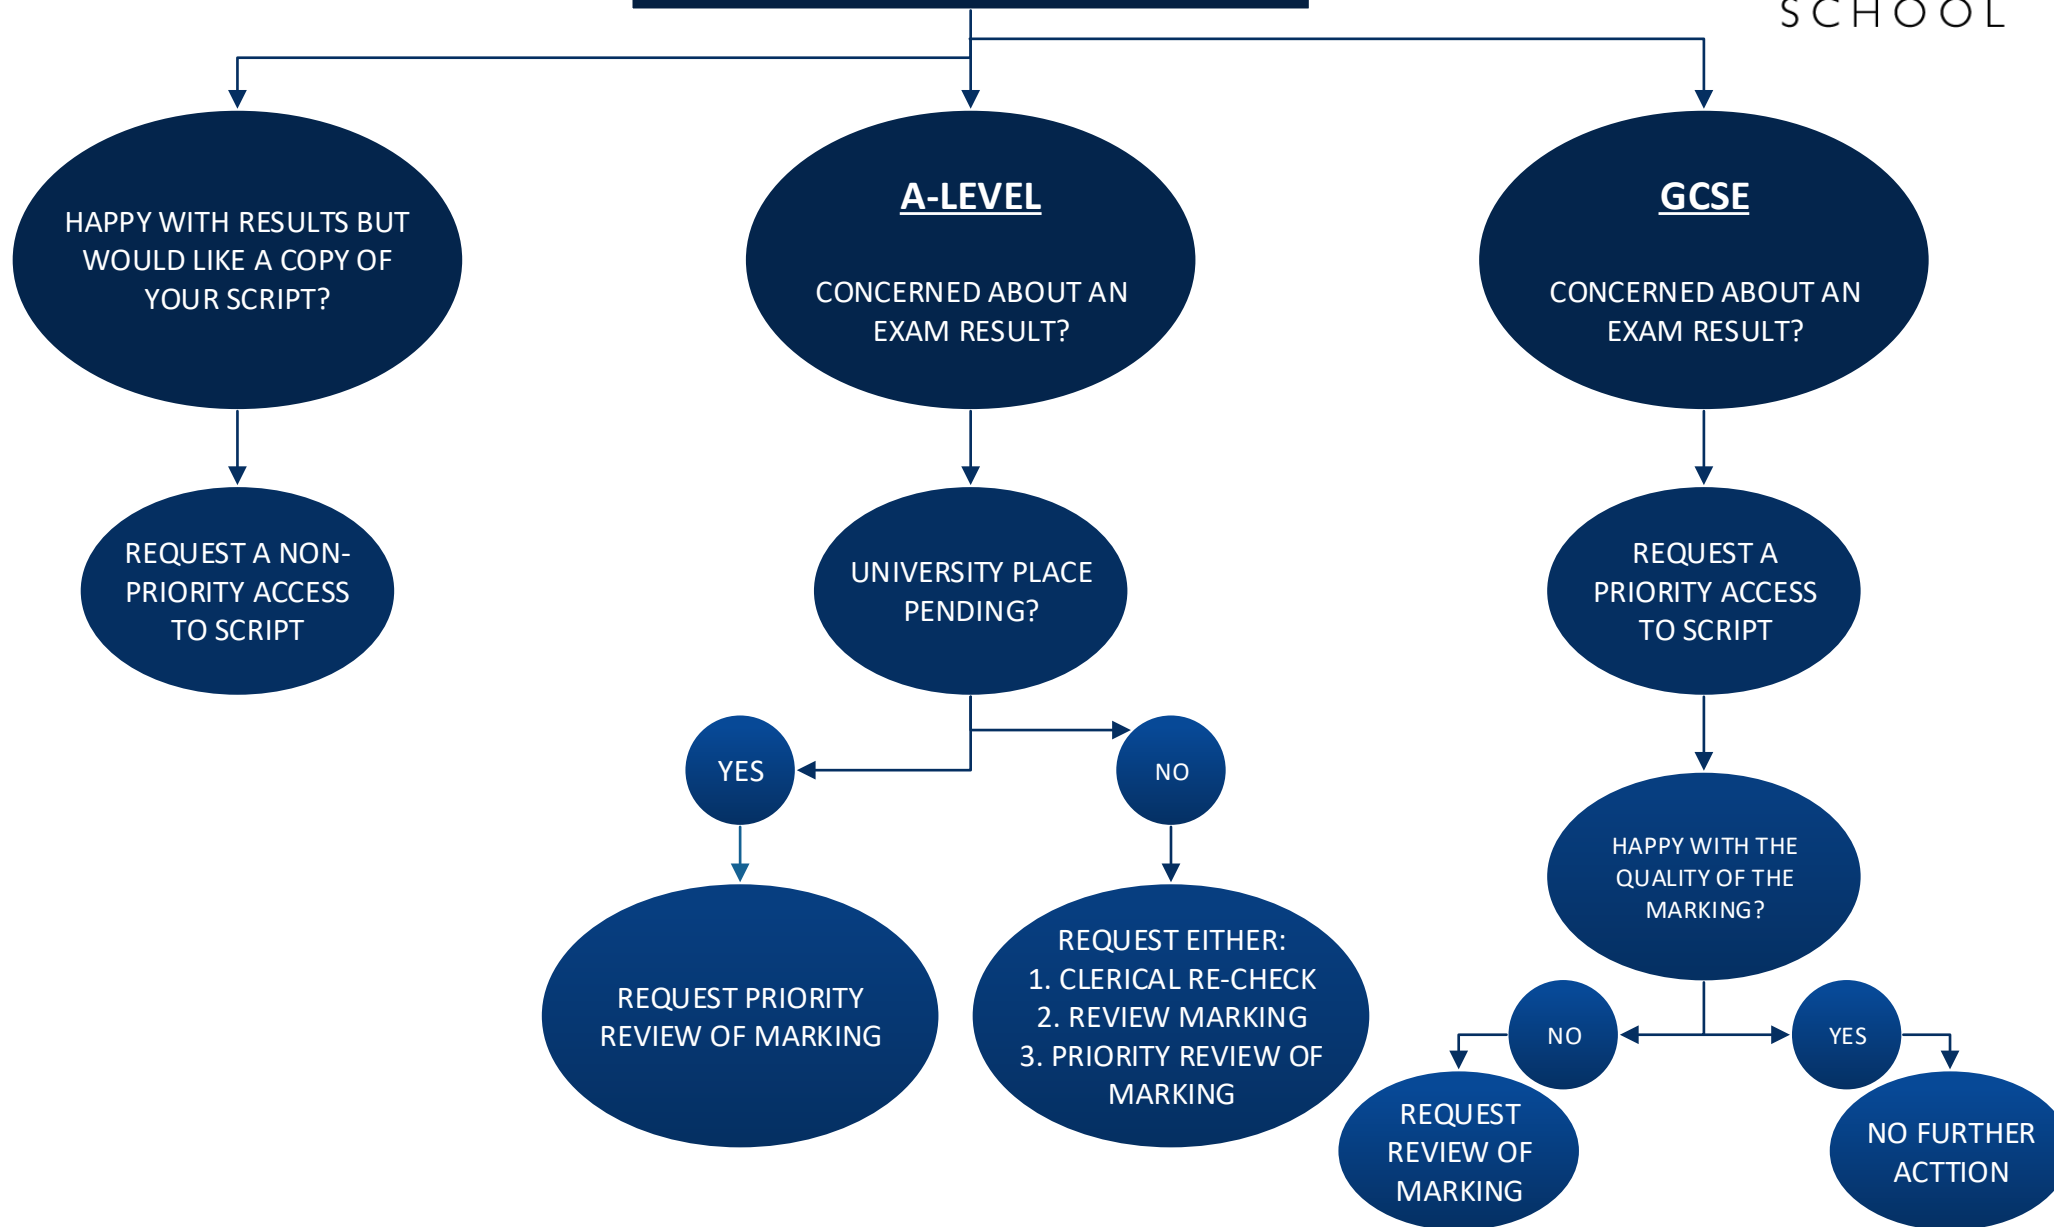 SCHOOL
HAPPY WITH RESULTS BUT
WOULD LIKE A COPY OF
YOUR SCRIPT?
A-LEVEL
CONCERNED ABOUT AN
EXAM RESULT?
GCSE
CONCERNED ABOUT AN
EXAM RESULT?
REQUEST A NON-
PRIORITY ACCESS
TO SCRIPT
UNIVERSITY PLACE
PENDING?
REQUEST A
PRIORITY ACCESS
TO SCRIPT
YES
NO
HAPPY WITH THE
QUALITY OF THE
MARKING?
REQUEST PRIORITY
REVIEW OF MARKING
REQUEST EITHER:
1. CLERICAL RE-CHECK
2. REVIEW MARKING
3. PRIORITY REVIEW OF
MARKING
NO
YES
REQUEST
REVIEW OF
MARKING
NO FURTHER
ACTTION